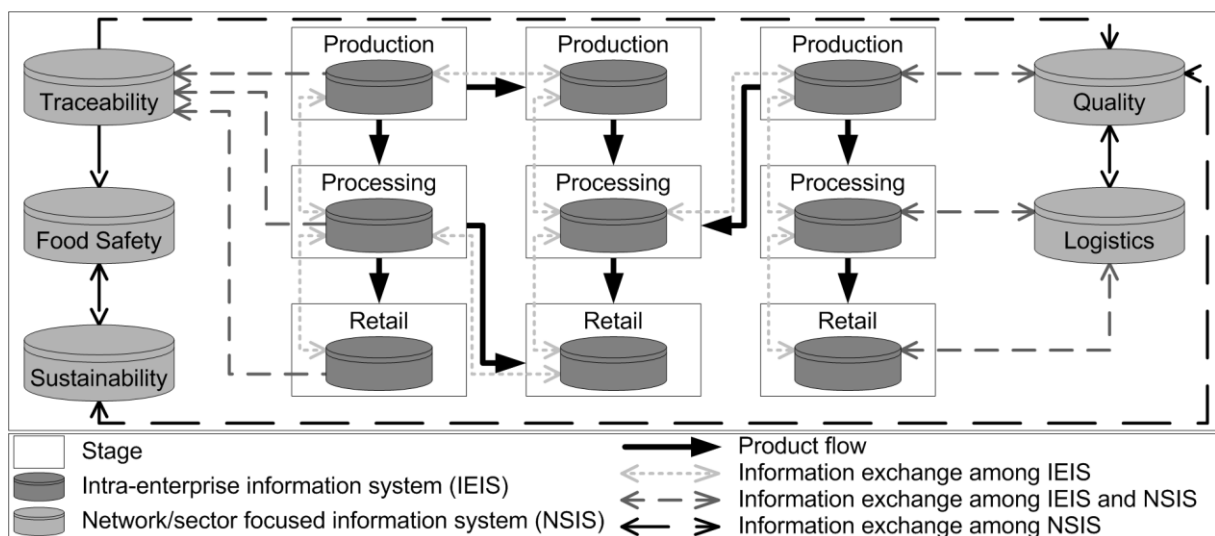 Production
Production
Production
Traceability
Quality
Processing
Processing
Processing
Food Safety
Logistics
Retail
Retail
Retail
Sustainability
Stage
Intra-enterprise information system (IEIS)
Network/sector focused information system (NSIS)
Product flow
Information exchange among IEIS
Information exchange among IEIS and NSIS
Information exchange among NSIS